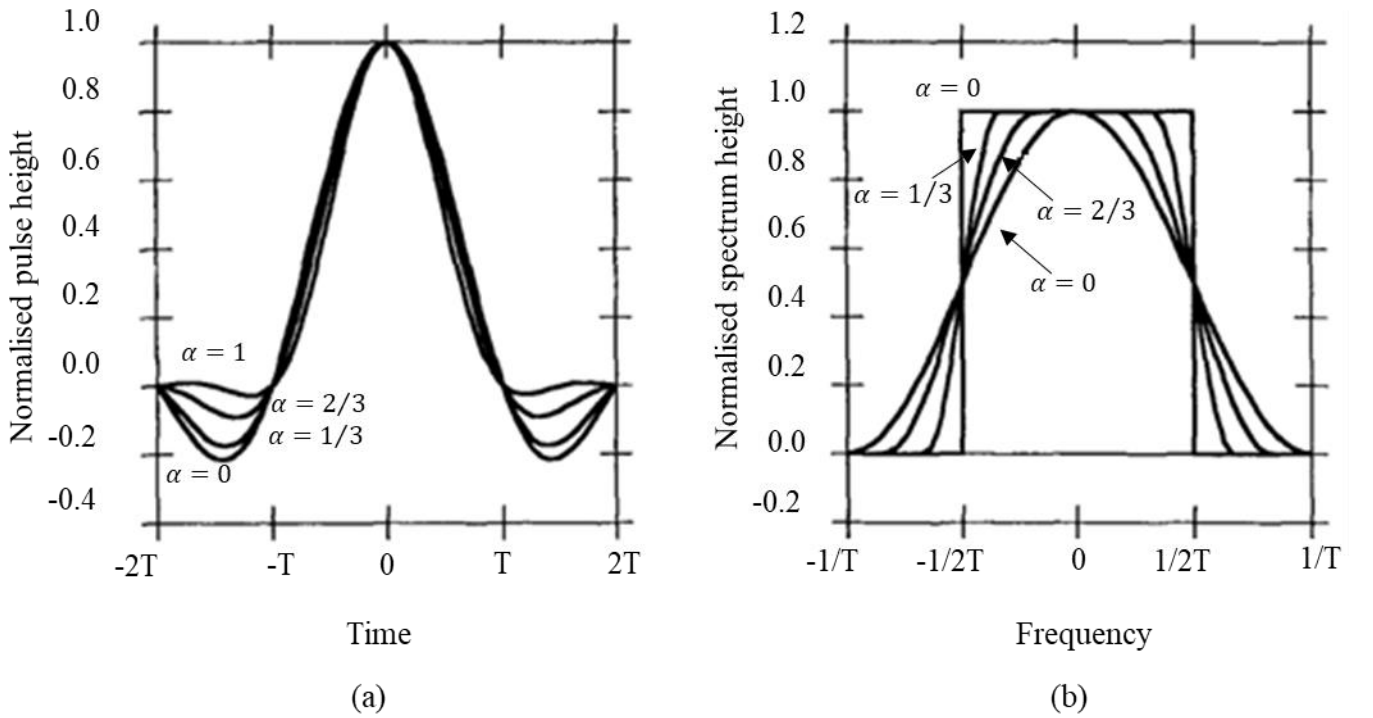 Normalised pulse height
1.0
0.8
0.6
0.4
0.2
0.0
-0.2
-0.4
α = 1
α = 2/3
α = 1/3
α = 0
-2T
-T
0
T
2T
Time
(a)
Normalised spectrum height
1.2
1.0
0.8
0.6
0.4
0.2
0.0
-0.2
α = 0
α = 1/3
α = 2/3
α = 0
-1/T
-1/2T
0
1/2T
1/T
Frequency
(b)